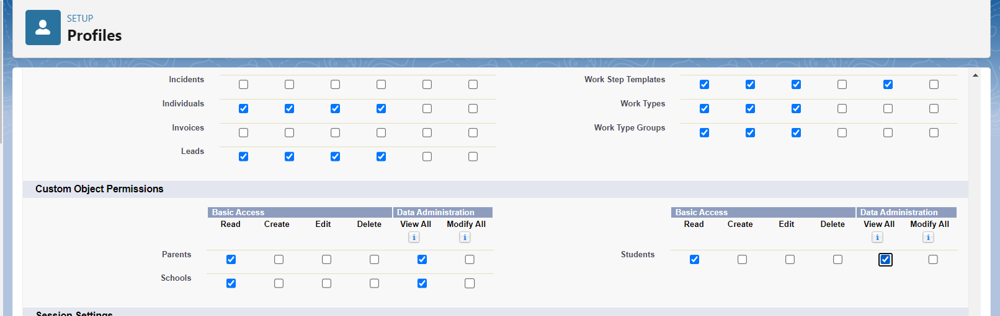 SETUP
Profiles
Incidents
Individuals
Invoices
Leads
Work Step Templates
Work Types
Work Type Groups
Custom Object Permissions
Basic Access Data Administration
Read Create Edit Delete View All Modify All
i i
Parents
Schools
Basic Access Data Administration
Read Create Edit Delete View All Modify All
i i
Students
Session Settings